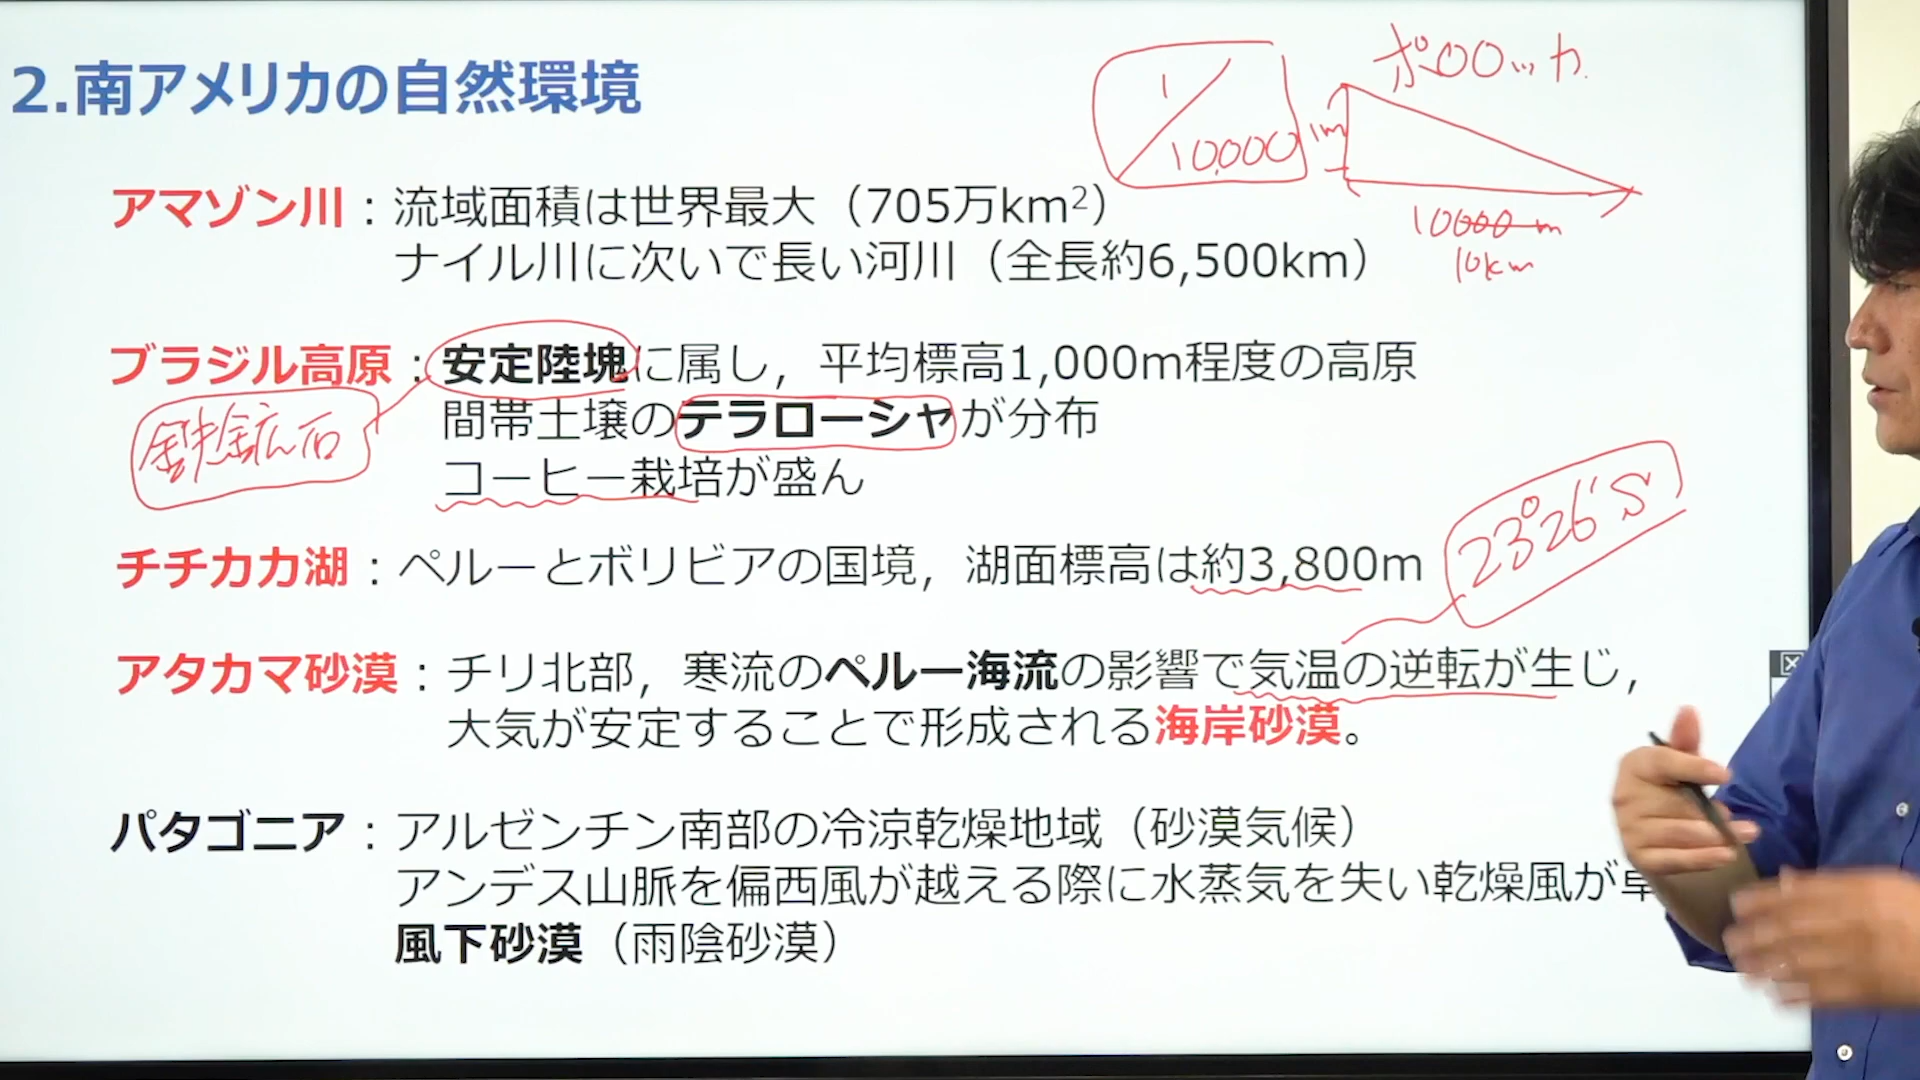 2.南アメリカの自然環境
1/10,000
ポロロッカ
1m
10000m
10km
アマゾン川：流域面積は世界最大（705万km²）
ナイル川に次いで長い河川（全長約6,500km）
ブラジル高原：安定陸塊に属し，平均標高1,000m程度の高原
鉄鉱石
間帯土壌のテラローシャが分布
コーヒー栽培が盛ん
23°26'S
チチカカ湖：ペルーとボリビアの国境，湖面標高は約3,800m
アタカマ砂漠：チリ北部，寒流のペルー海流の影響で気温の逆転が生じ，
大気が安定することで形成される海岸砂漠。
パタゴニア：アルゼンチン南部の冷涼乾燥地域（砂漠気候）
アンデス山脈を偏西風が越える際に水蒸気を失い乾燥風が
風下砂漠（雨陰砂漠）